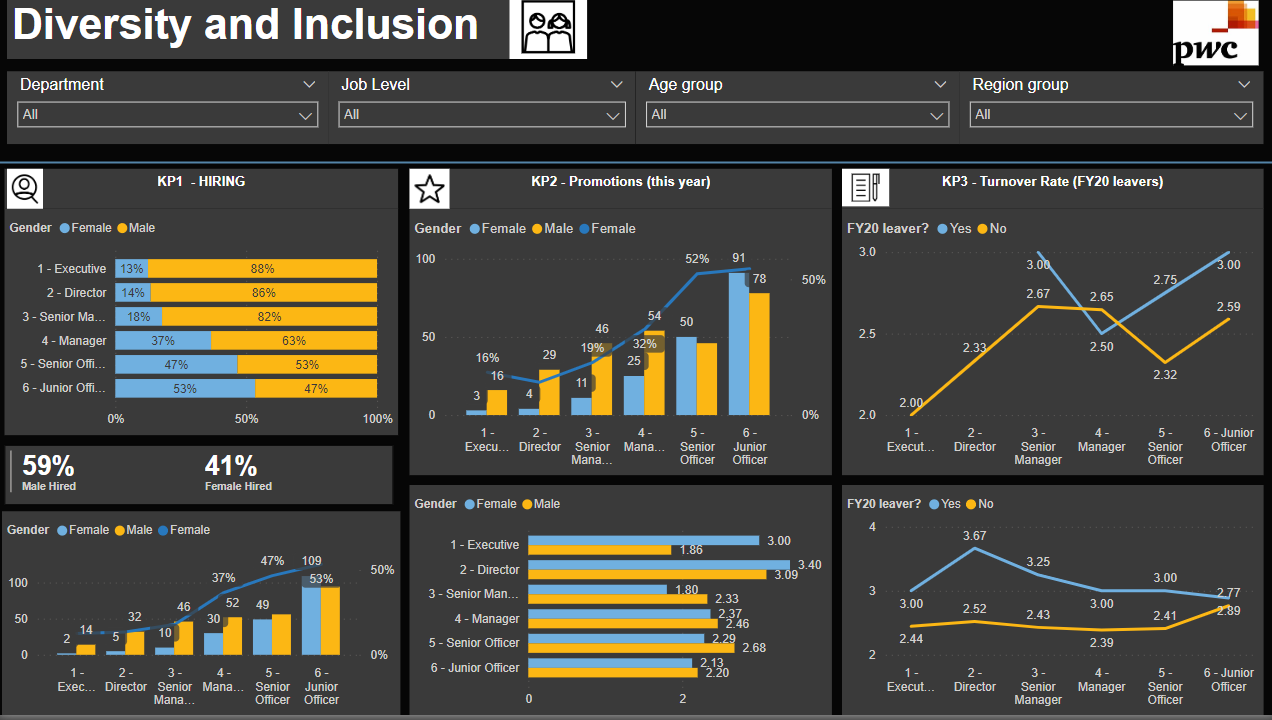 Diversity and Inclusion
pwc
Department
Job Level
Age group
Region group
All
All
All
All
KP1 - HIRING
Gender Female Male
1 - Executive 13% 88%
2 - Director 14% 86%
3 - Senior Ma... 18% 82%
4 - Manager 37% 63%
5 - Senior Offi... 47% 53%
6 - Junior Offi... 53% 47%
0% 50% 100%
59% 41%
Male Hired Female Hired
Gender Female Male Female
47% 109
50%
37% 53%
100
46 52 49
50
32 30
2 14 5 10
0 0%
1 - Exec...
2 - Director
3 - Senior Mana...
4 - Mana...
5 - Senior Officer
6 - Junior Officer
KP2 - Promotions (this year)
Gender Female Male Female
100
52% 91
78 50%
46 54 50
50
16% 29 19% 32%
16 11 25
3 4
0 0%
1 - Execu...
2 - Director
3 - Senior Mana...
4 - Mana...
5 - Senior Officer
6 - Junior Officer
Gender Female Male
1 - Executive 3.00
1.86
2 - Director 3.40
3.09
3 - Senior Man... 1.80
2.33
4 - Manager 2.37
2.46
5 - Senior Officer 2.29
2.68
6 - Junior Officer 2.13
2.20
0 2
KP3 - Turnover Rate (FY20 leavers)
FY20 leaver? Yes No
3.0
3.00 2.75 3.00
2.67 2.65 2.59
2.5
2.33 2.50 2.32
2.00
2.0
1 - Execut...
2 - Director
3 - Senior Manager
4 - Manager
5 - Senior Officer
6 - Junior Officer
FY20 leaver? Yes No
4
3.67
3.25
3.00 3.00 3.00 2.77
3
2.44 2.52 2.43 2.39 2.41 2.89
2
1 - Execut...
2 - Director
3 - Senior Manager
4 - Manager
5 - Senior Officer
6 - Junior Officer